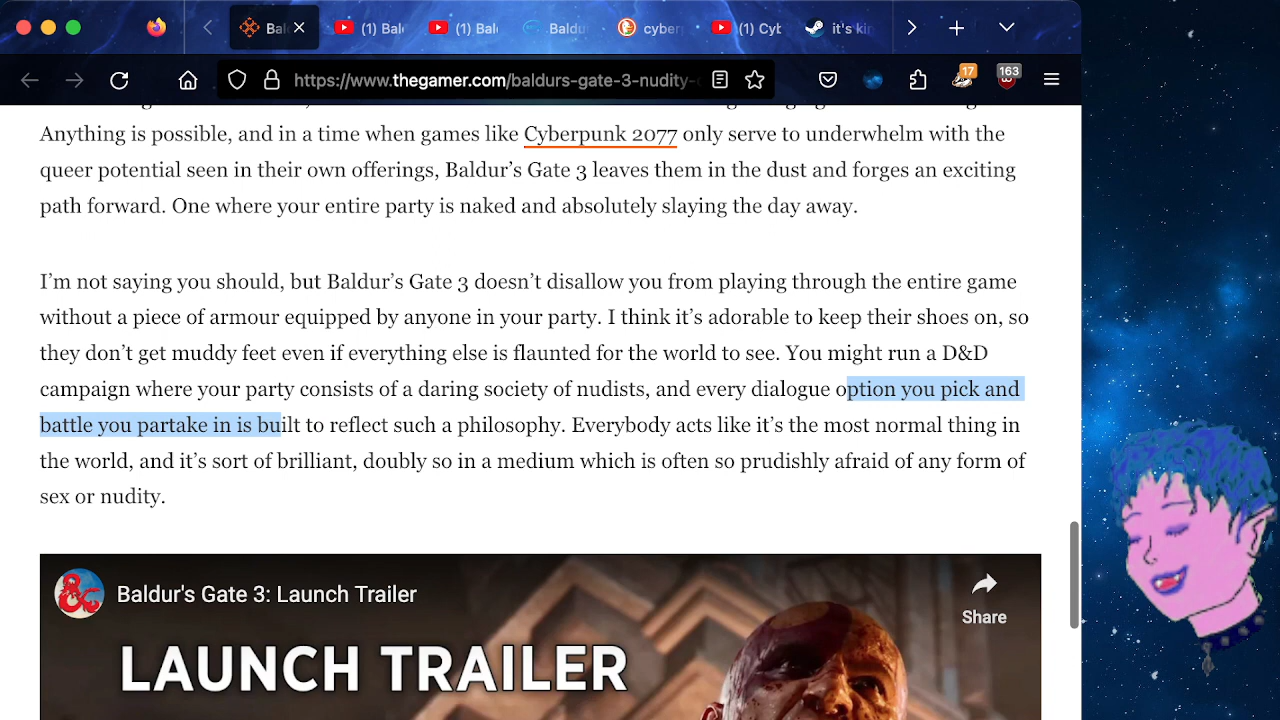 Bal
(1) Bal
(1) Bal
Baldu
cyber
(1) Cyb
it's kin
https://www.thegamer.com/baldurs-gate-3-nudity-
17
163
Anything is possible, and in a time when games like Cyberpunk 2077 only serve to underwhelm with the
queer potential seen in their own offerings, Baldur’s Gate 3 leaves them in the dust and forges an exciting
path forward. One where your entire party is naked and absolutely slaying the day away.
I’m not saying you should, but Baldur’s Gate 3 doesn’t disallow you from playing through the entire game
without a piece of armour equipped by anyone in your party. I think it’s adorable to keep their shoes on, so
they don’t get muddy feet even if everything else is flaunted for the world to see. You might run a D&D
campaign where your party consists of a daring society of nudists, and every dialogue option you pick and
battle you partake in is built to reflect such a philosophy. Everybody acts like it’s the most normal thing in
the world, and it’s sort of brilliant, doubly so in a medium which is often so prudishly afraid of any form of
sex or nudity.
Baldur's Gate 3: Launch Trailer
Share
LAUNCH TRAILER